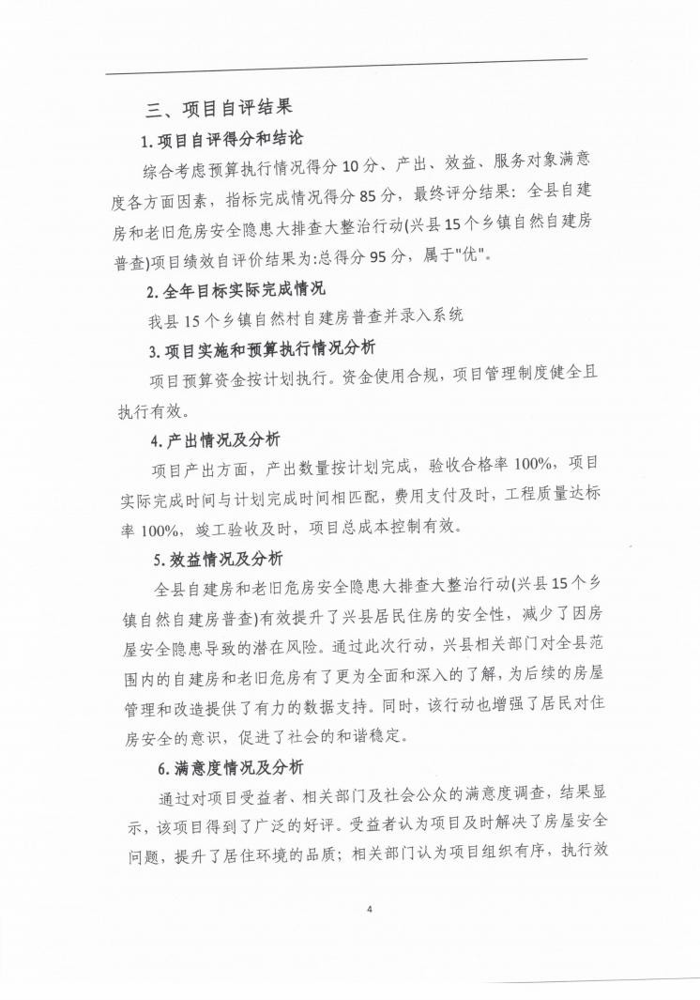 三、项目自评结果
1.项目自评得分和结论
综合考虑预算执行情况得分 10 分、产出、效益、服务对象满意
度各方面因素，指标完成情况得分 85 分，最终评分结果：全县自建
房和老旧危房安全隐患大排查大整治行动(兴县 15 个乡镇自然自建房
普查)项目绩效自评价结果为:总得分 95 分，属于"优"。
2.全年目标实际完成情况
我县 15 个乡镇自然村自建房普查并录入系统
3.项目实施和预算执行情况分析
项目预算资金按计划执行。资金使用合规，项目管理制度健全且
执行有效。
4.产出情况及分析
项目产出方面，产出数量按计划完成，验收合格率 100%，项目
实际完成时间与计划完成时间相匹配，费用支付及时，工程质量达标
率 100%，竣工验收及时，项目总成本控制有效。
5.效益情况及分析
全县自建房和老旧危房安全隐患大排查大整治行动(兴县 15 个乡
镇自然自建房普查)有效提升了兴县居民住房的安全性，减少了因房
屋安全隐患导致的潜在风险。通过此次行动，兴县相关部门对全县范
围内的自建房和老旧危房有了更为全面和深入的了解，为后续的房屋
管理和改造提供了有力的数据支持。同时，该行动也增强了居民对住
房安全的意识，促进了社会的和谐稳定。
6.满意度情况及分析
通过对项目受益者、相关部门及社会公众的满意度调查，结果显
示，该项目得到了广泛的好评。受益者认为项目及时解决了房屋安全
问题，提升了居住环境的品质；相关部门认为项目组织有序，执行效
4